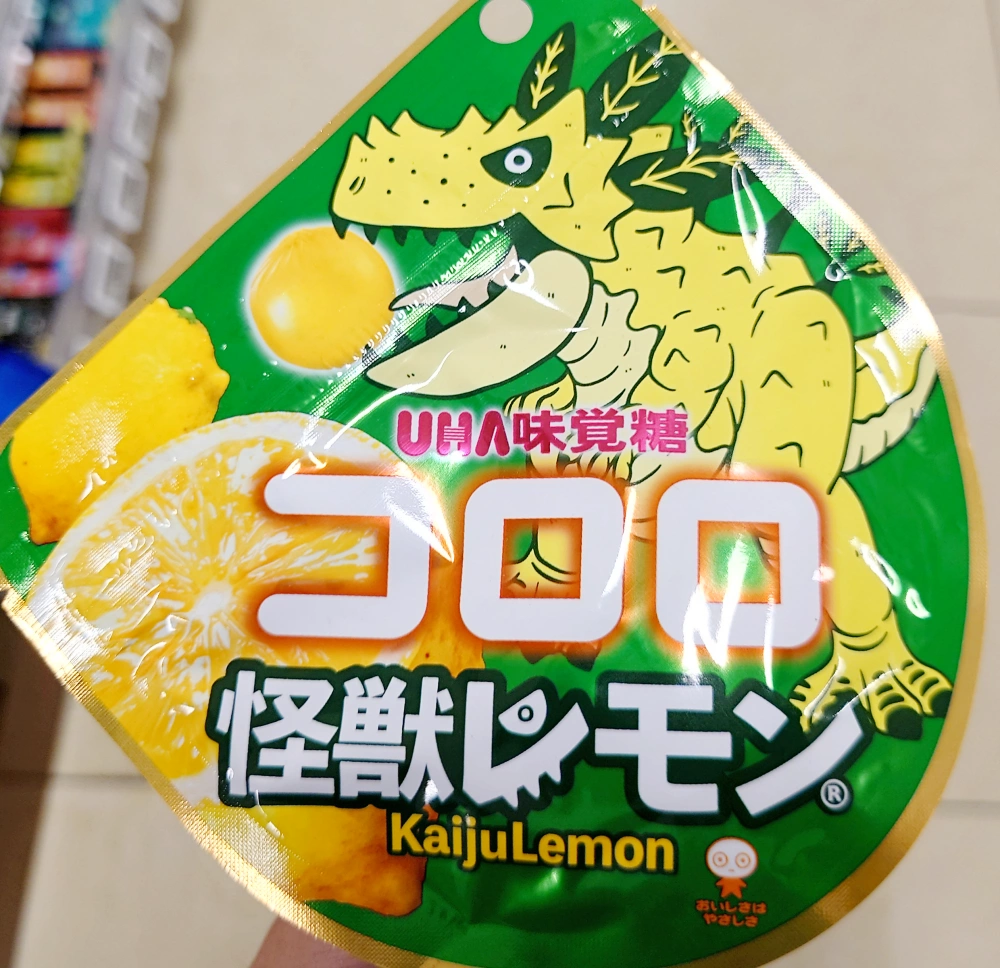 UHA味覚糖
コロロ
怪獣レモン®
KaijuLemon
おいしさは
やさしさ